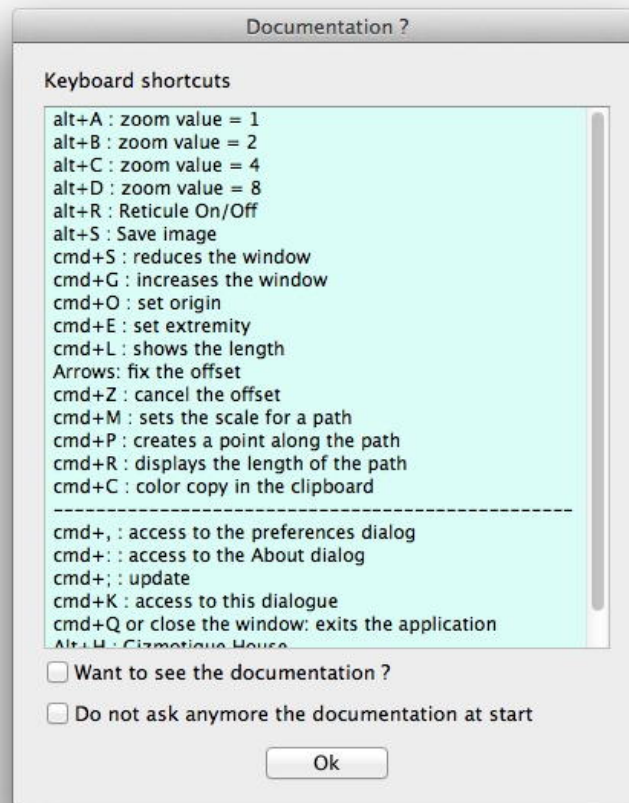 Documentation ?
Keyboard shortcuts
alt+A : zoom value = 1
alt+B : zoom value = 2
alt+C : zoom value = 4
alt+D : zoom value = 8
alt+R : Reticule On/Off
alt+S : Save image
cmd+S : reduces the window
cmd+G : increases the window
cmd+O : set origin
cmd+E : set extremity
cmd+L : shows the length
Arrows: fix the offset
cmd+Z : cancel the offset
cmd+M : sets the scale for a path
cmd+P : creates a point along the path
cmd+R : displays the length of the path
cmd+C : color copy in the clipboard
----------------------------------------------------
cmd+, : access to the preferences dialog
cmd+: : access to the About dialog
cmd+; : update
cmd+K : access to this dialogue
cmd+Q or close the window: exits the application
Alt+H : Gizmotique House
Want to see the documentation ?
Do not ask anymore the documentation at start
Ok